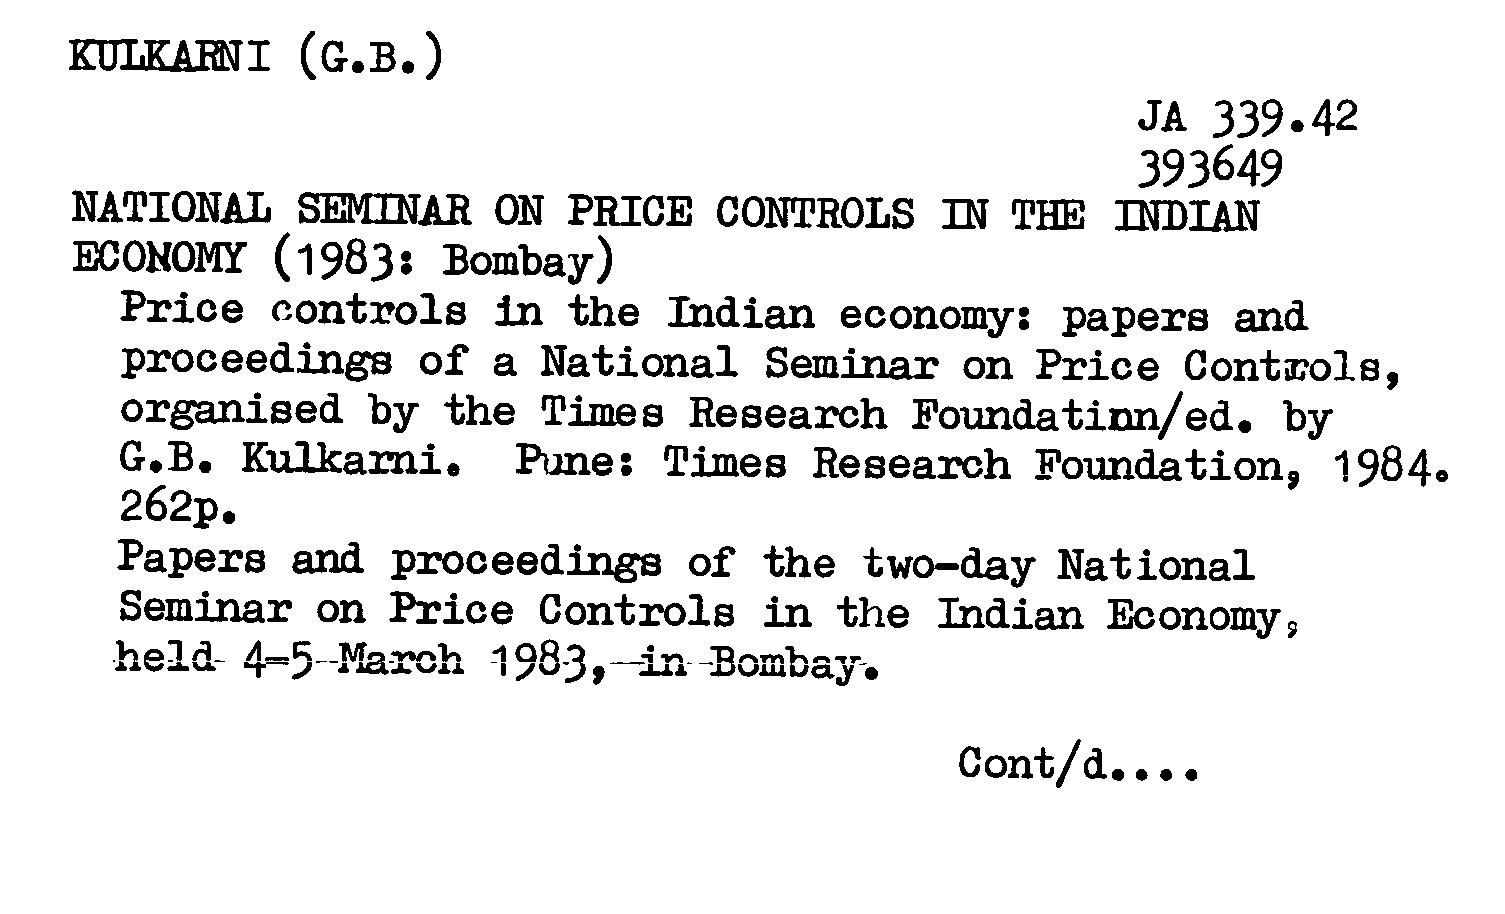 KULKARNI (G.B.)
JA 339.42
393649
NATIONAL SEMINAR ON PRICE CONTROLS IN THE INDIAN
ECONOMY (1983: Bombay)
Price controls in the Indian economy: papers and
proceedings of a National Seminar on Price Controls,
organised by the Times Research Foundatinn/ed. by
G.B. Kulkarni. Pune: Times Research Foundation, 1984.
262p.
Papers and proceedings of the two-day National
Seminar on Price Controls in the Indian Economy,
held 4-5 March 1983, in Bombay.
Cont/d....